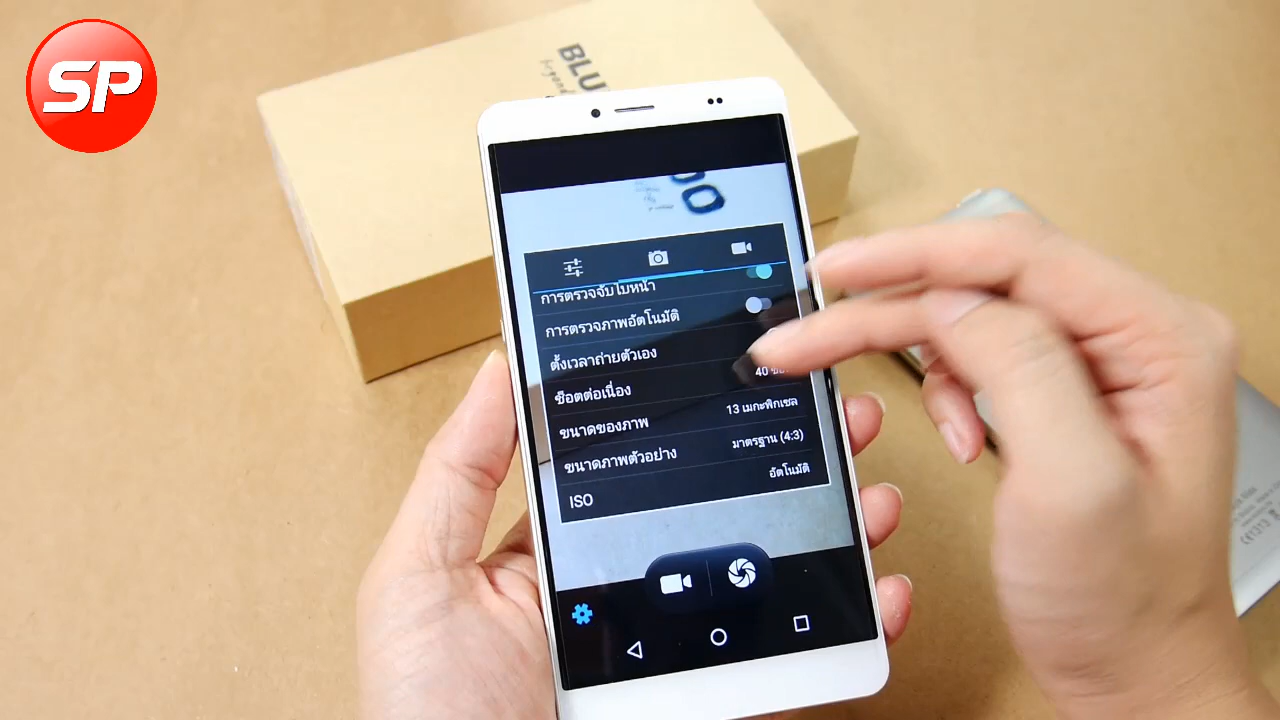 SP
BLU
beyond
การตรวจจับใบหน้า
การตรวจภาพอัตโนมัติ
ตั้งเวลาถ่ายตัวเอง
ช็อตต่อเนื่อง
40
ขนาดของภาพ
13 เมกะพิกเซล
ขนาดภาพตัวอย่าง
มาตรฐาน (4:3)
ISO
อัตโนมัติ